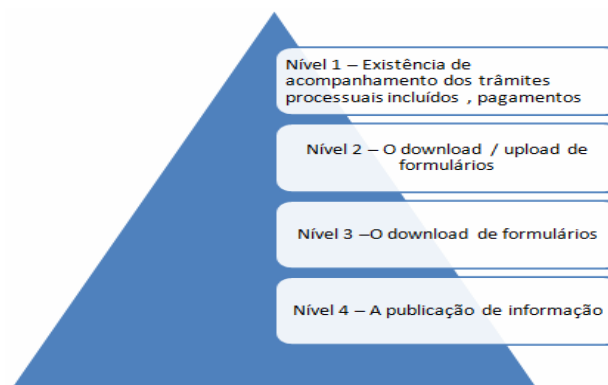 Nível 1 – Existência de
acompanhamento dos trâmites
processuais incluídos , pagamentos
Nível 2 – O download / upload de
formulários
Nível 3 –O download de formulários
Nível 4 – A publicação de informação